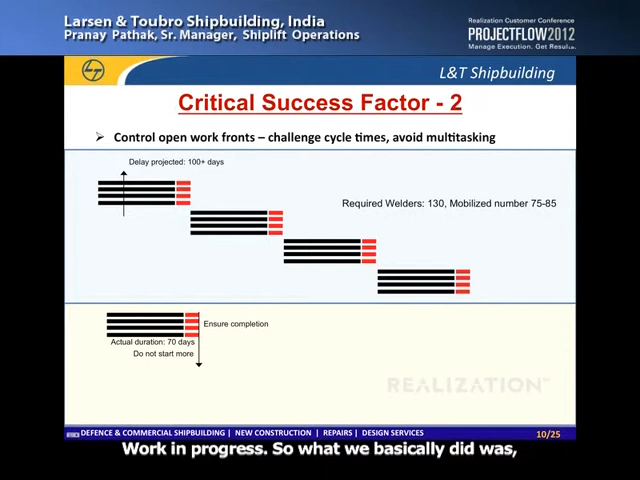 Larsen & Toubro Shipbuilding, India
Pranay Pathak, Sr. Manager, Shiplift Operations
Realization Customer Conference
PROJECTFLOW2012
Manage Execution. Get Results.
L&T Shipbuilding
Critical Success Factor - 2
➢ Control open work fronts – challenge cycle times, avoid multitasking
Delay projected: 100+ days
Required Welders: 130, Mobilized number 75-85
Ensure completion
Actual duration: 70 days
Do not start more
REALIZATION™
DEFENCE & COMMERCIAL SHIPBUILDING | NEW CONSTRUCTION | REPAIRS | DESIGN SERVICES
10/25
Work in progress. So what we basically did was,